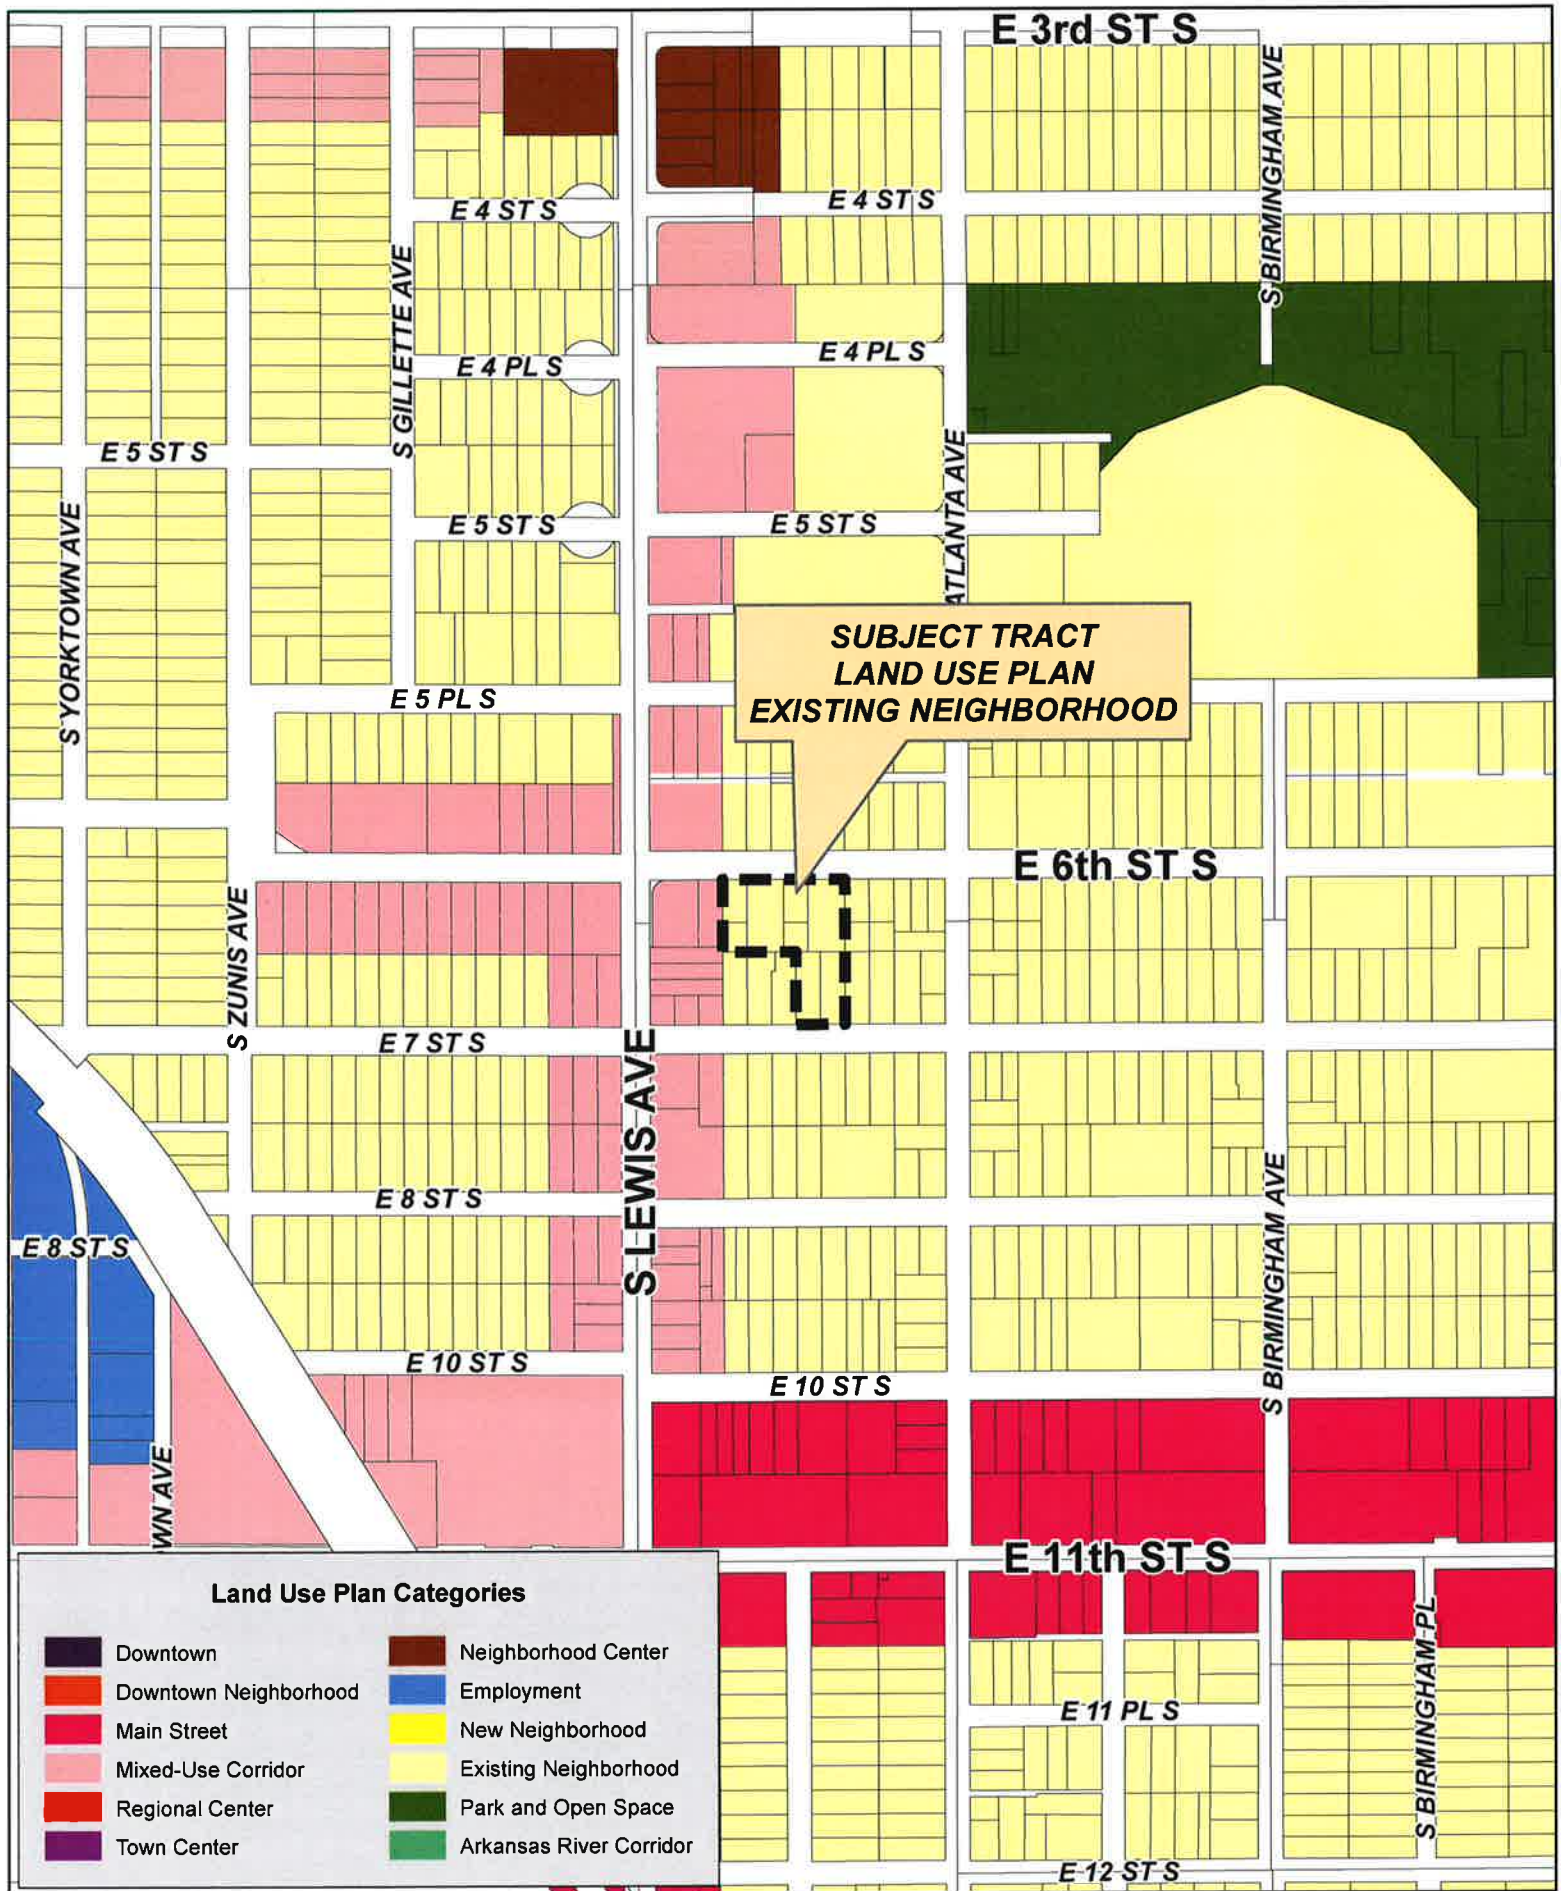 E 3rd ST S
S BIRMINGHAM AVE
E 4 ST S
E 4 ST S
S GILLETTE AVE
E 4 PL S
E 4 PL S
E 5 ST S
ATLANTA AVE
S YORKTOWN AVE
E 5 ST S
E 5 ST S
SUBJECT TRACT
LAND USE PLAN
EXISTING NEIGHBORHOOD
E 5 PL S
E 6th ST S
S ZUNIS AVE
E 7 ST S
S LEWIS AVE
E 8 ST S
S BIRMINGHAM AVE
E 8 ST S
E 10 ST S
E 10 ST S
WN AVE
E 11th ST S
Land Use Plan Categories
Downtown
Downtown Neighborhood
Main Street
Mixed-Use Corridor
Regional Center
Town Center
Neighborhood Center
Employment
New Neighborhood
Existing Neighborhood
Park and Open Space
Arkansas River Corridor
E 11 PL S
S BIRMINGHAM PL
E 12 ST S